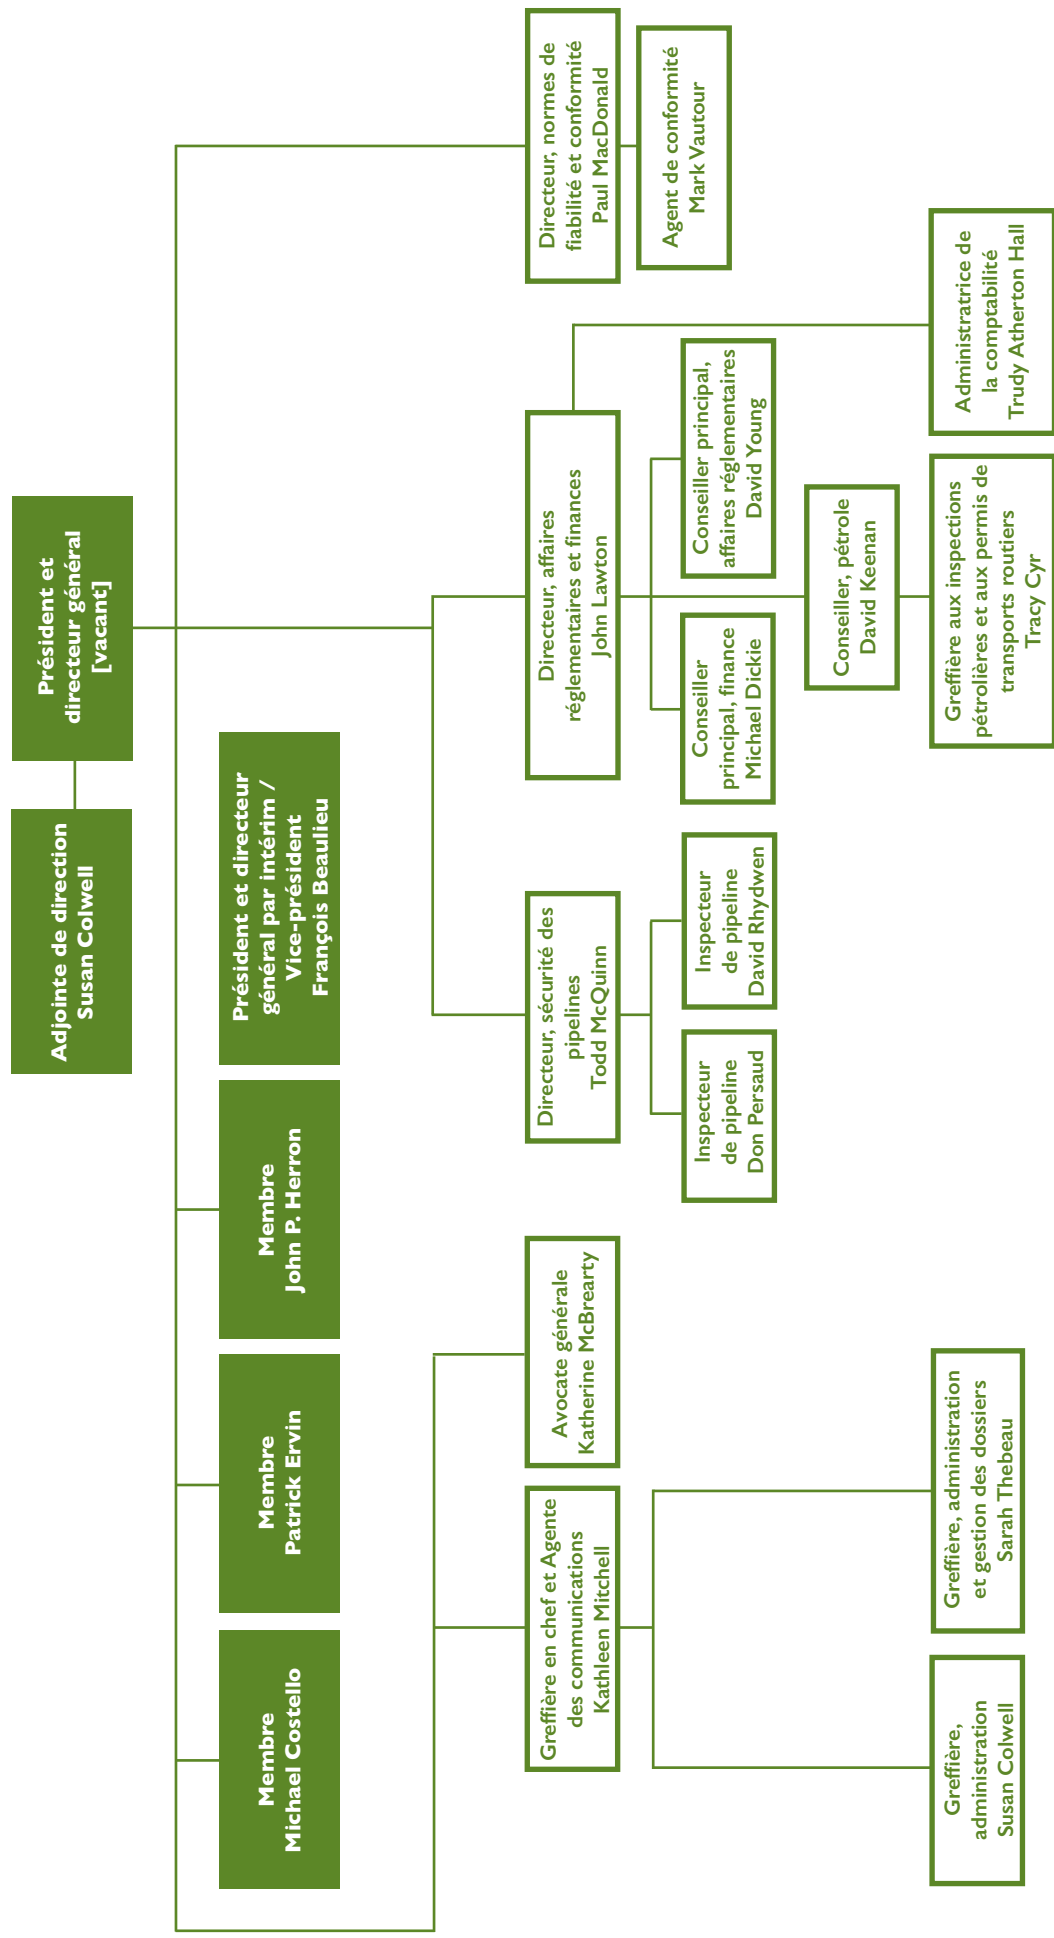 Président et
directeur général
[vacant]
Adjointe de direction
Susan Colwell
Membre
Michael Costello
Membre
Patrick Ervin
Membre
John P. Herron
Président et directeur
général par intérim /
Vice-président
François Beaulieu
Greffière en chef et Agente
des communications
Kathleen Mitchell
Avocate générale
Katherine McBrearty
Directeur, sécurité des
pipelines
Todd McQuinn
Directeur, affaires
réglementaires et finances
John Lawton
Directeur, normes de
fiabilité et conformité
Paul MacDonald
Agent de conformité
Mark Vautour
Inspecteur
de pipeline
Don Persaud
Inspecteur
de pipeline
David Rhydwen
Conseiller
principal, finance
Michael Dickie
Conseiller principal,
affaires réglementaires
David Young
Conseiller, pétrole
David Keenan
Greffière,
administration
Susan Colwell
Greffière, administration
et gestion des dossiers
Sarah Thebeau
Greffière aux inspections
pétrolières et aux permis de
transports routiers
Tracy Cyr
Administratrice de
la comptabilité
Trudy Atherton Hall